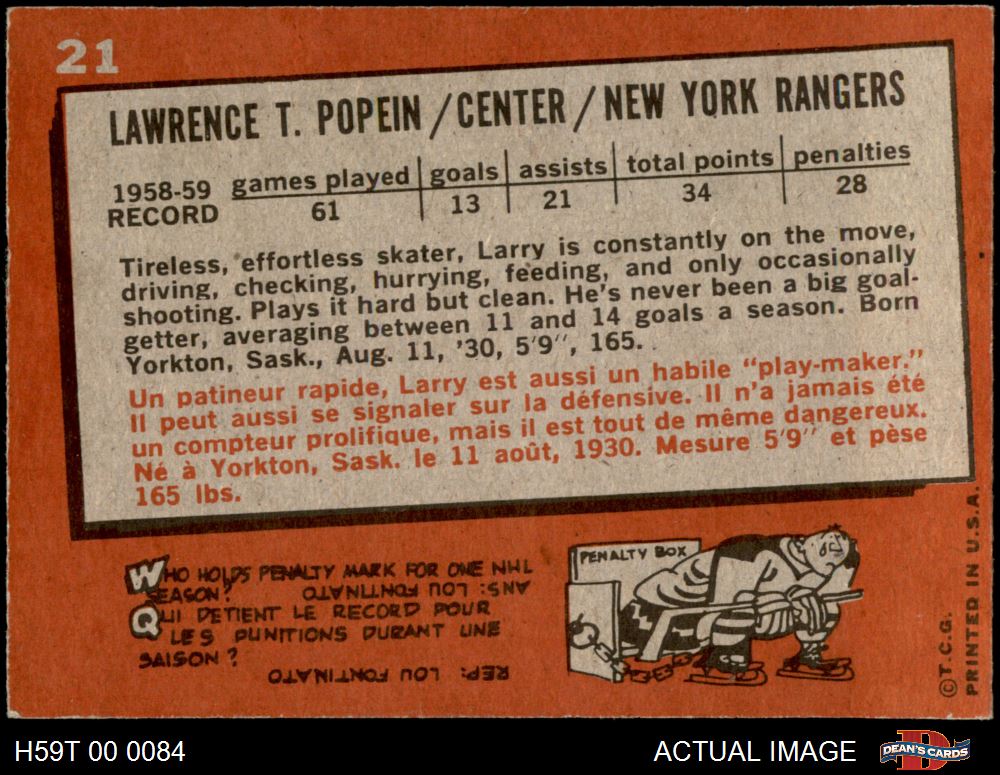 21
LAWRENCE T. POPEIN / CENTER / NEW YORK RANGERS
1958-59 RECORD
games played goals assists total points penalties
61 13 21 34 28
Tireless, effortless skater, Larry is constantly on the move,
driving, checking, hurrying, feeding, and only occasionally
shooting. Plays it hard but clean. He's never been a big goal-
getter, averaging between 11 and 14 goals a season. Born
Yorkton, Sask., Aug. 11, '30, 5'9", 165.
Un patineur rapide, Larry est aussi un habile "play-maker."
Il peut aussi se signaler sur la défensive. Il n'a jamais été
un compteur prolifique, mais il est tout de même dangereux.
Né à Yorkton, Sask. le 11 août, 1930. Mesure 5'9" et pèse
165 lbs.
WHO HOLDS PENALTY MARK FOR ONE NHL
SEASON? ANS: LOU FONTINATO
QUI DETIENT LE RECORD POUR
LES PUNITIONS DURANT UNE
SAISON?
REP: LOU FONTINATO
PENALTY BOX
©T.C.G. PRINTED IN U.S.A.
H59T 00 0084
ACTUAL IMAGE
DEAN'S CARDS